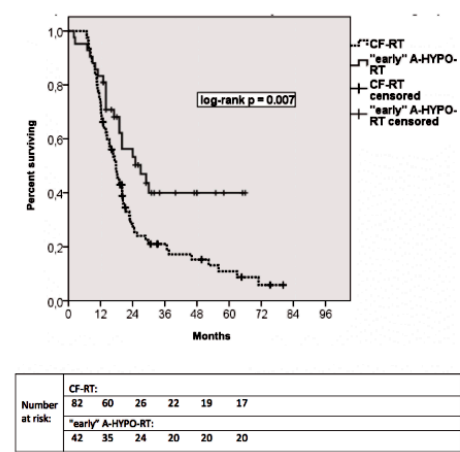 CF-RT
"early" A-HYPO-
RT
CF-RT
censored
"early" A-HYPO-
RT censored
log-rank p = 0.007
Percent surviving
1,0
0,8
0,6
0,4
0,2
0,0
0 12 24 36 48 60 72 84 96
Months
Number
at risk:
CF-RT:
82 60 26 22 19 17
"early" A-HYPO-RT:
42 35 24 20 20 20